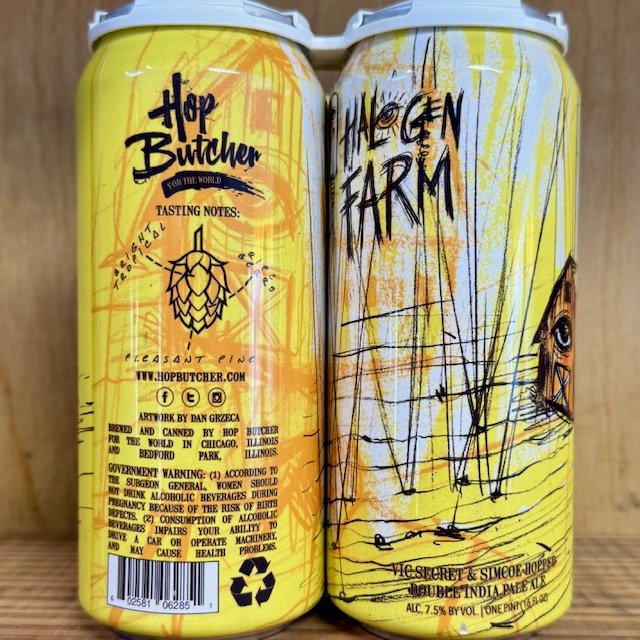 Hop
Butcher
FOR THE WORLD
TASTING NOTES:
BRIGHT
TROPICAL
PLEASANT PINE
WWW.HOPBUTCHER.COM
ARTWORK BY DAN GRZECA
BREWED AND CANNED BY HOP BUTCHER
FOR THE WORLD IN CHICAGO, ILLINOIS
AND BEDFORD PARK, ILLINOIS.
GOVERNMENT WARNING: (1) ACCORDING TO
THE SURGEON GENERAL, WOMEN SHOULD
NOT DRINK ALCOHOLIC BEVERAGES DURING
PREGNANCY BECAUSE OF THE RISK OF BIRTH
DEFECTS. (2) CONSUMPTION OF ALCOHOLIC
BEVERAGES IMPAIRS YOUR ABILITY TO
DRIVE A CAR OR OPERATE MACHINERY,
AND MAY CAUSE HEALTH PROBLEMS.
6 02581 06285 1
HALOGEN
FARM
VIC SECRET & SIMCOE-HOPPED
DOUBLE INDIA PALE ALE
ALC. 7.5% BY VOL | ONE PINT (16 FL OZ)